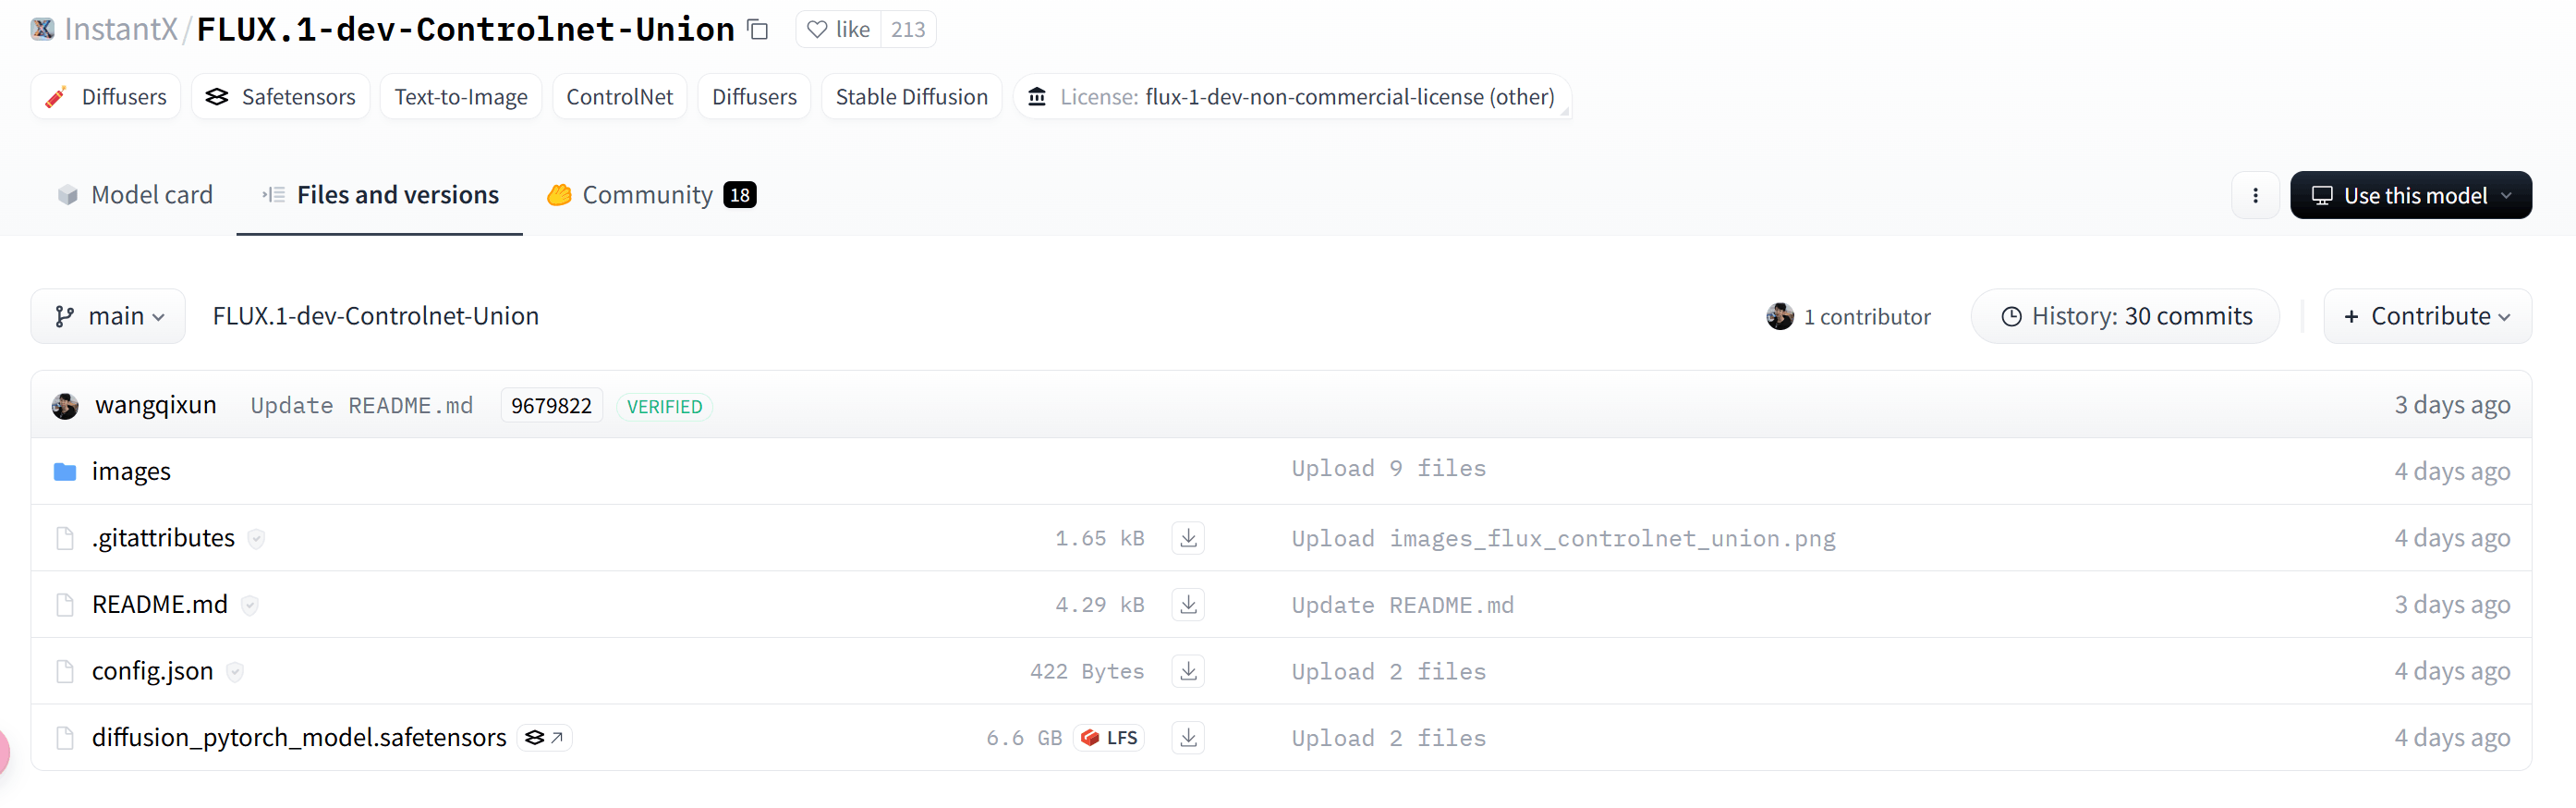 InstantX/FLUX.1-dev-Controlnet-Union like 213
Diffusers Safetensors Text-to-Image ControlNet Diffusers Stable Diffusion License: flux-1-dev-non-commercial-license (other)
Model card Files and versions Community 18 Use this model
main FLUX.1-dev-Controlnet-Union 1 contributor History: 30 commits + Contribute
wangqixun Update README.md 9679822 VERIFIED 3 days ago
images Upload 9 files 4 days ago
.gitattributes 1.65 kB Upload images_flux_controlnet_union.png 4 days ago
README.md 4.29 kB Update README.md 3 days ago
config.json 422 Bytes Upload 2 files 4 days ago
diffusion_pytorch_model.safetensors 6.6 GB LFS Upload 2 files 4 days ago